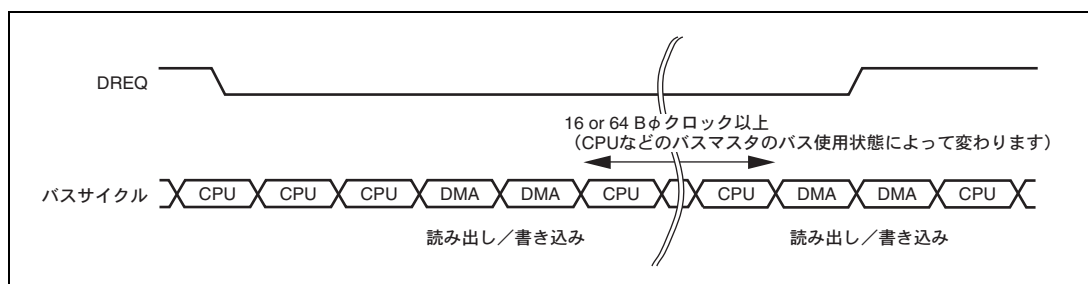 DREQ
16 or 64 Bφクロック以上
（CPUなどのバスマスタのバス使用状態によって変わります）
バスサイクル CPU CPU CPU DMA DMA CPU CPU DMA DMA CPU
読み出し／書き込み 読み出し／書き込み